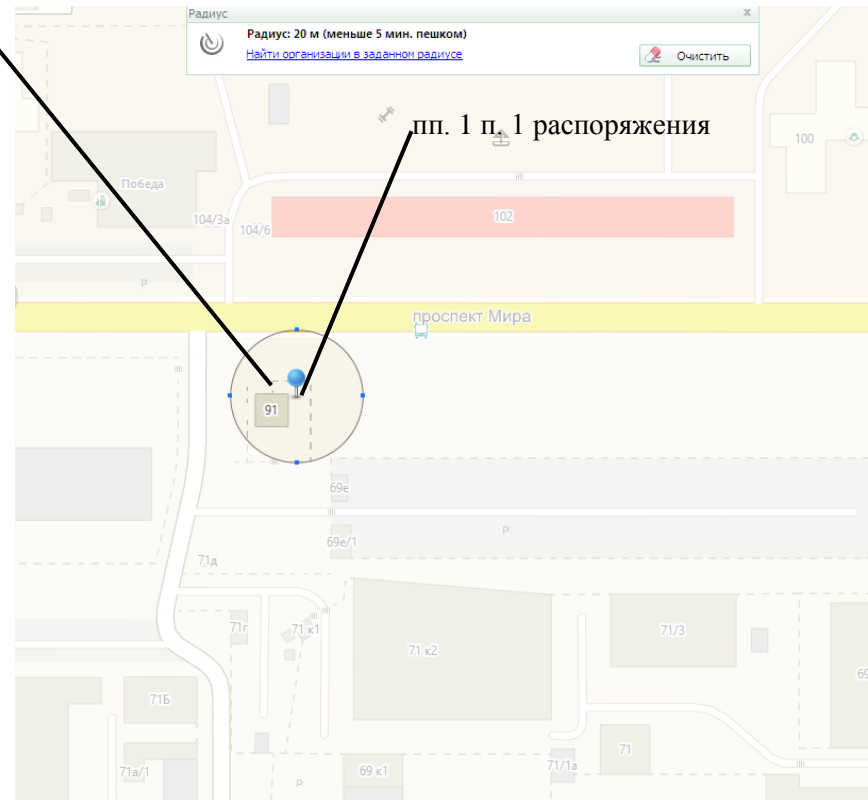 Радиус
x
Радиус: 20 м (меньше 5 мин. пешком)
Найти организации в заданном радиусе
Очистить
пп. 1 п. 1 распоряжения
100
Победа
104/3а
104/6
102
P
проспект Мира
91
69е
69е/1
P
71д
71г
71 к1
71 к2
71/3
69
71Б
71
71/1а
71а/1
69 к1
P